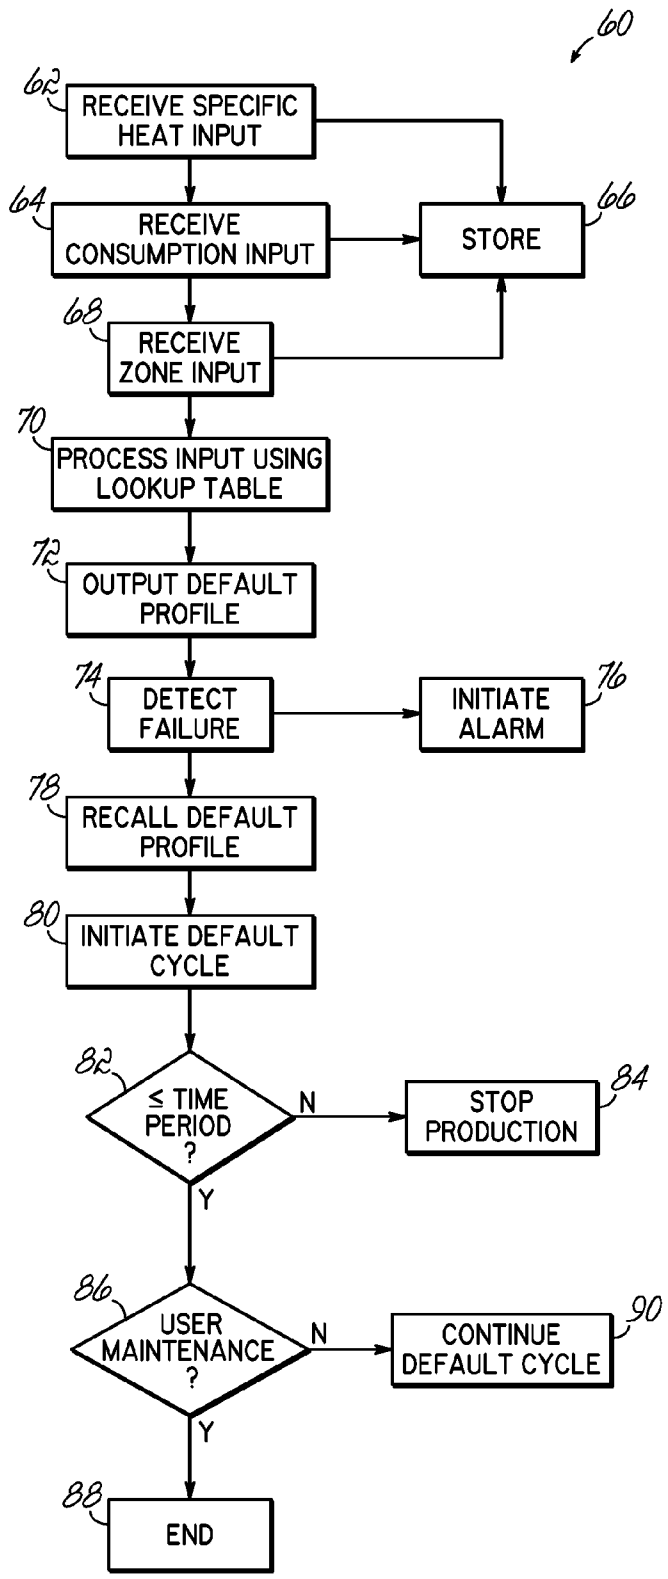 60
62
RECEIVE SPECIFIC
HEAT INPUT
64
RECEIVE
CONSUMPTION INPUT
66
STORE
68
RECEIVE
ZONE INPUT
70
PROCESS INPUT USING
LOOKUP TABLE
72
OUTPUT DEFAULT
PROFILE
74
DETECT
FAILURE
76
INITIATE
ALARM
78
RECALL DEFAULT
PROFILE
80
INITIATE DEFAULT
CYCLE
82
≤ TIME
PERIOD
?
N
Y
84
STOP
PRODUCTION
86
USER
MAINTENANCE
?
N
Y
90
CONTINUE
DEFAULT CYCLE
88
END